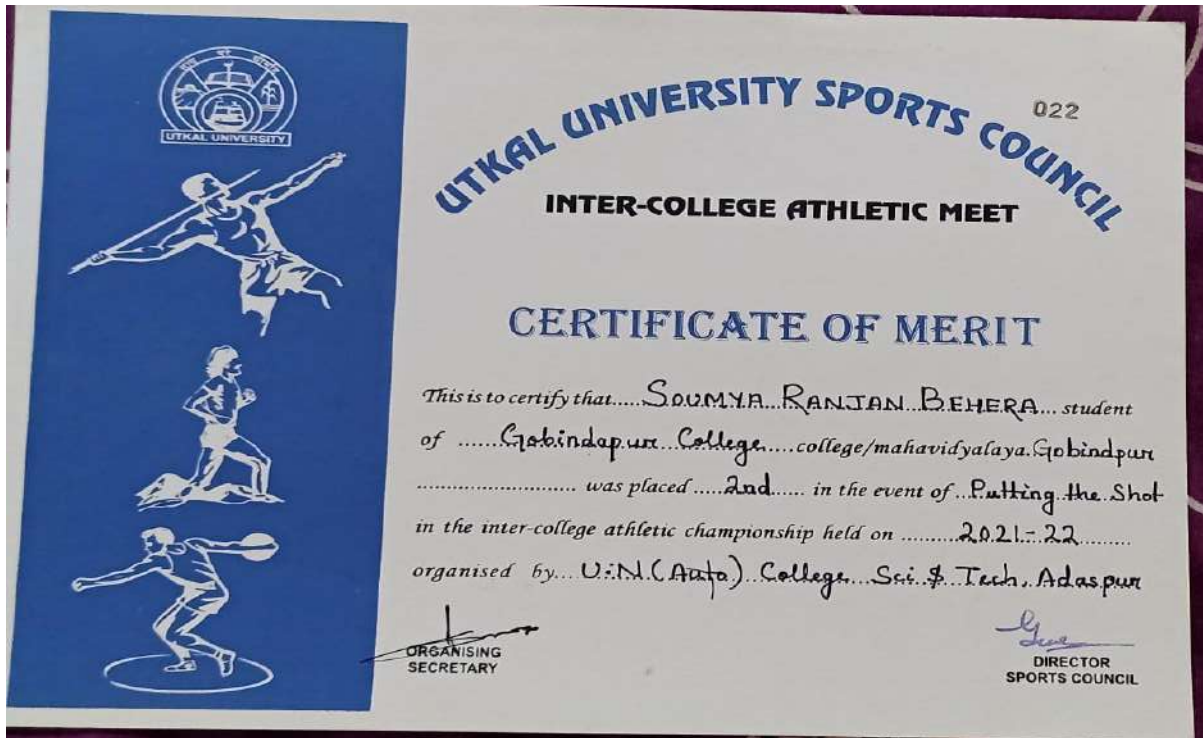 UTKAL UNIVERSITY
022
UTKAL UNIVERSITY SPORTS COUNCIL
INTER-COLLEGE ATHLETIC MEET
CERTIFICATE OF MERIT
This is to certify that.....SOUMYA...RANJAN...BEHERA... student
of ......Gobindapur...College.....college/mahavidyalaya.Gobindpur
........................... was placed .....2nd...... in the event of ..Putting..the..Shot
in the inter-college athletic championship held on .........2021-22.........
organised by...U.N.(Auto)..College...Sci..$..Tech,.Adaspur
ORGANISING
SECRETARY
DIRECTOR
SPORTS COUNCIL